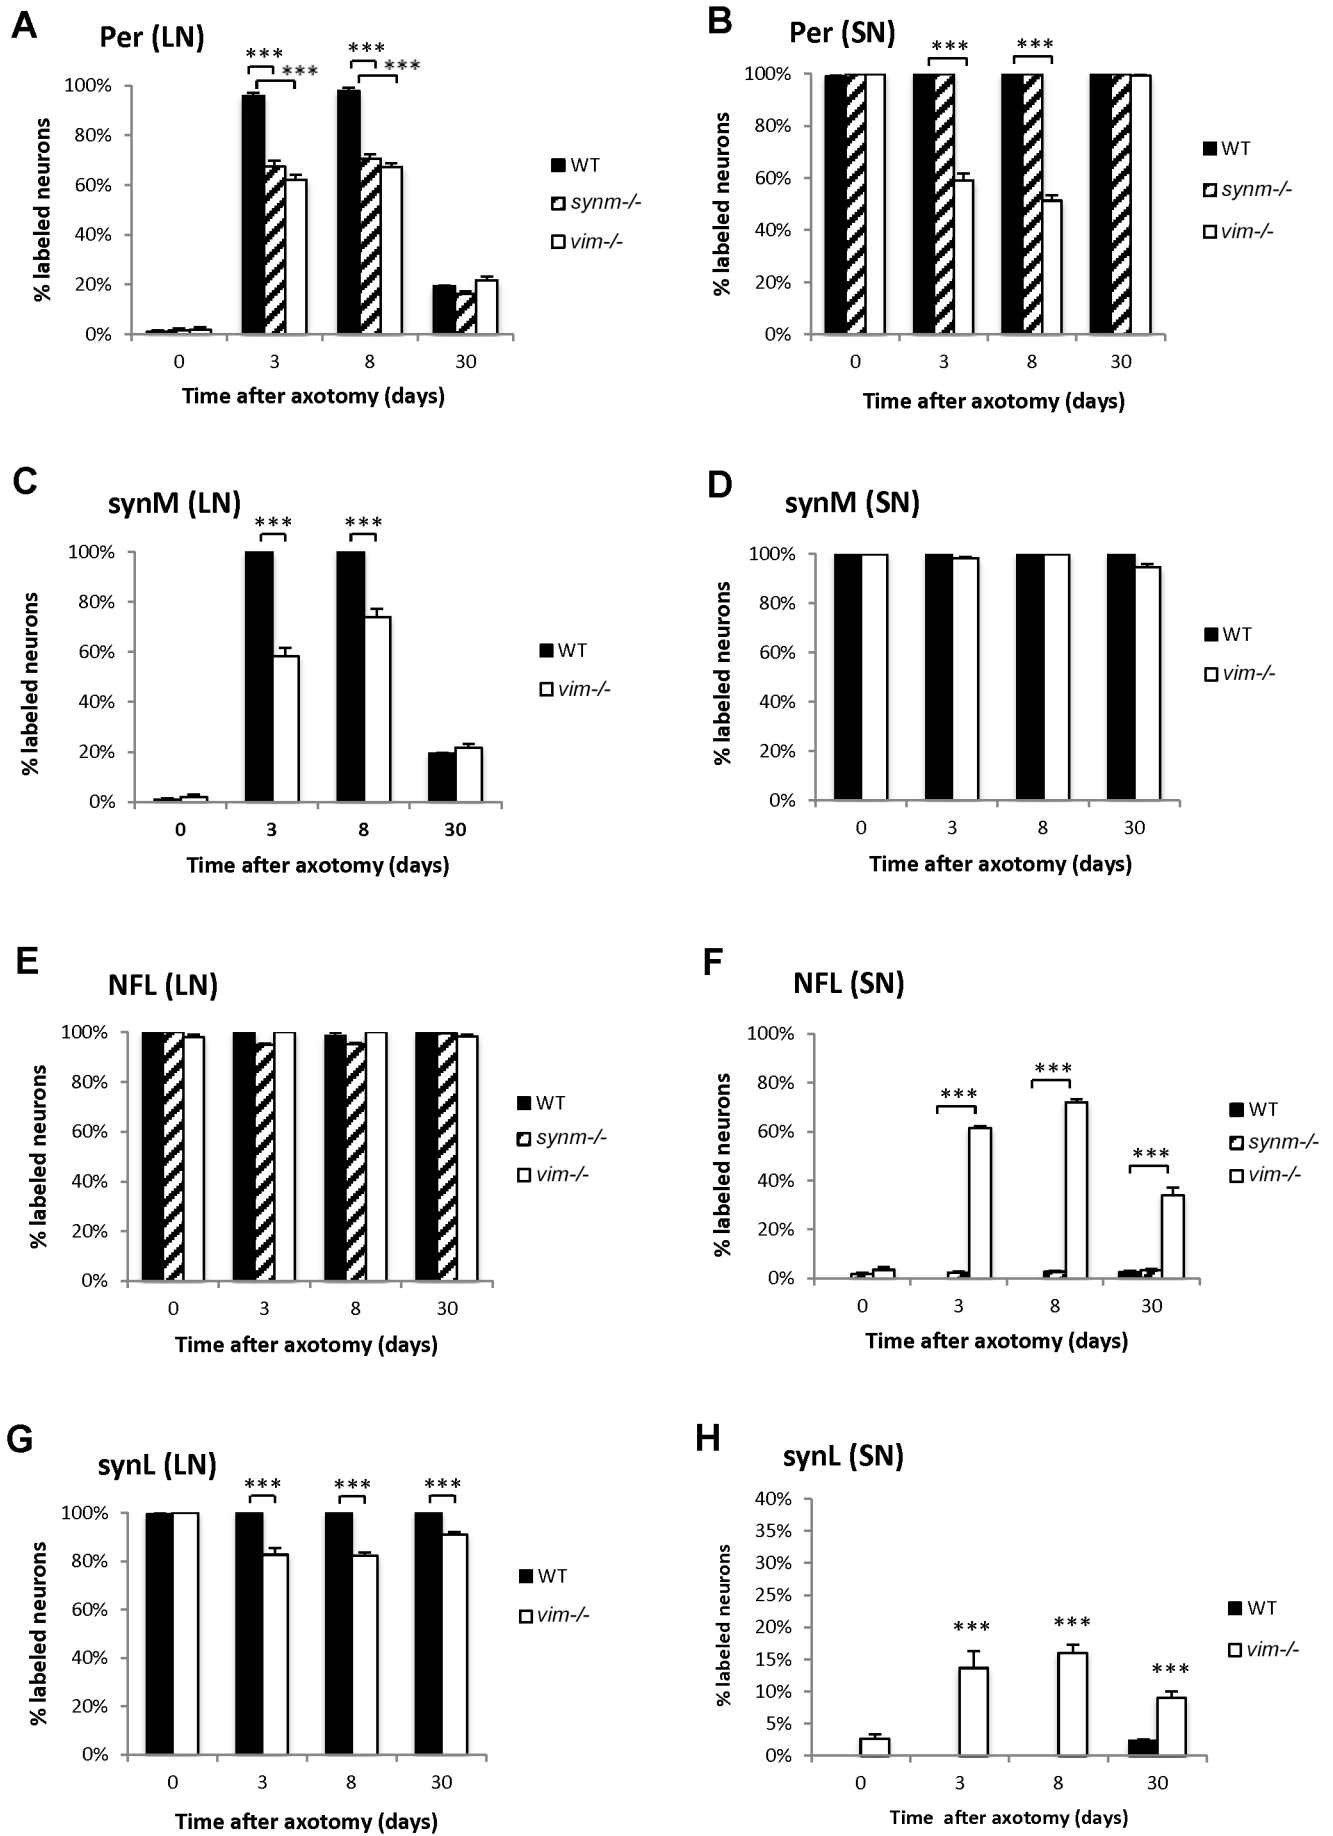 A
Per (LN)
*** ***
*** ***
100%
80%
60%
40%
20%
0%
% labeled neurons
0 3 8 30
Time after axotomy (days)
WT
synm-/-
vim-/-
B
Per (SN)
*** ***
100%
80%
60%
40%
20%
0%
% labeled neurons
0 3 8 30
Time after axotomy (days)
WT
synm-/-
vim-/-
C
synM (LN)
*** ***
100%
80%
60%
40%
20%
0%
% labeled neurons
0 3 8 30
Time after axotomy (days)
WT
vim-/-
D
synM (SN)
100%
80%
60%
40%
20%
0%
% labeled neurons
0 3 8 30
Time after axotomy (days)
WT
vim-/-
E
NFL (LN)
100%
80%
60%
40%
20%
0%
% labeled neurons
0 3 8 30
Time after axotomy (days)
WT
synm-/-
vim-/-
F
NFL (SN)
*** *** ***
100%
80%
60%
40%
20%
0%
% labeled neurons
0 3 8 30
Time after axotomy (days)
WT
synm-/-
vim-/-
G
synL (LN)
*** *** ***
100%
80%
60%
40%
20%
0%
% labeled neurons
0 3 8 30
Time after axotomy (days)
WT
vim-/-
H
synL (SN)
*** *** ***
40%
35%
30%
25%
20%
15%
10%
5%
0%
% labeled neurons
0 3 8 30
Time after axotomy (days)
WT
vim-/-